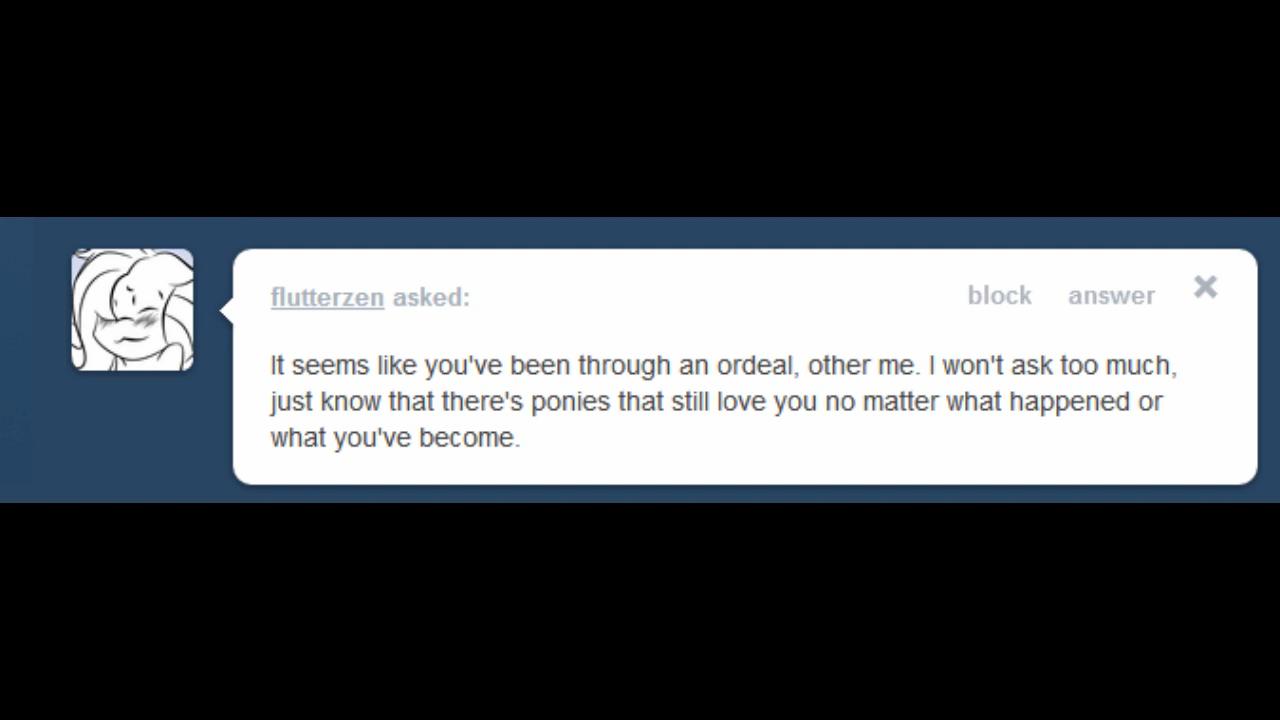 flutterzen asked:
block answer
It seems like you've been through an ordeal, other me. I won't ask too much,
just know that there's ponies that still love you no matter what happened or
what you've become.